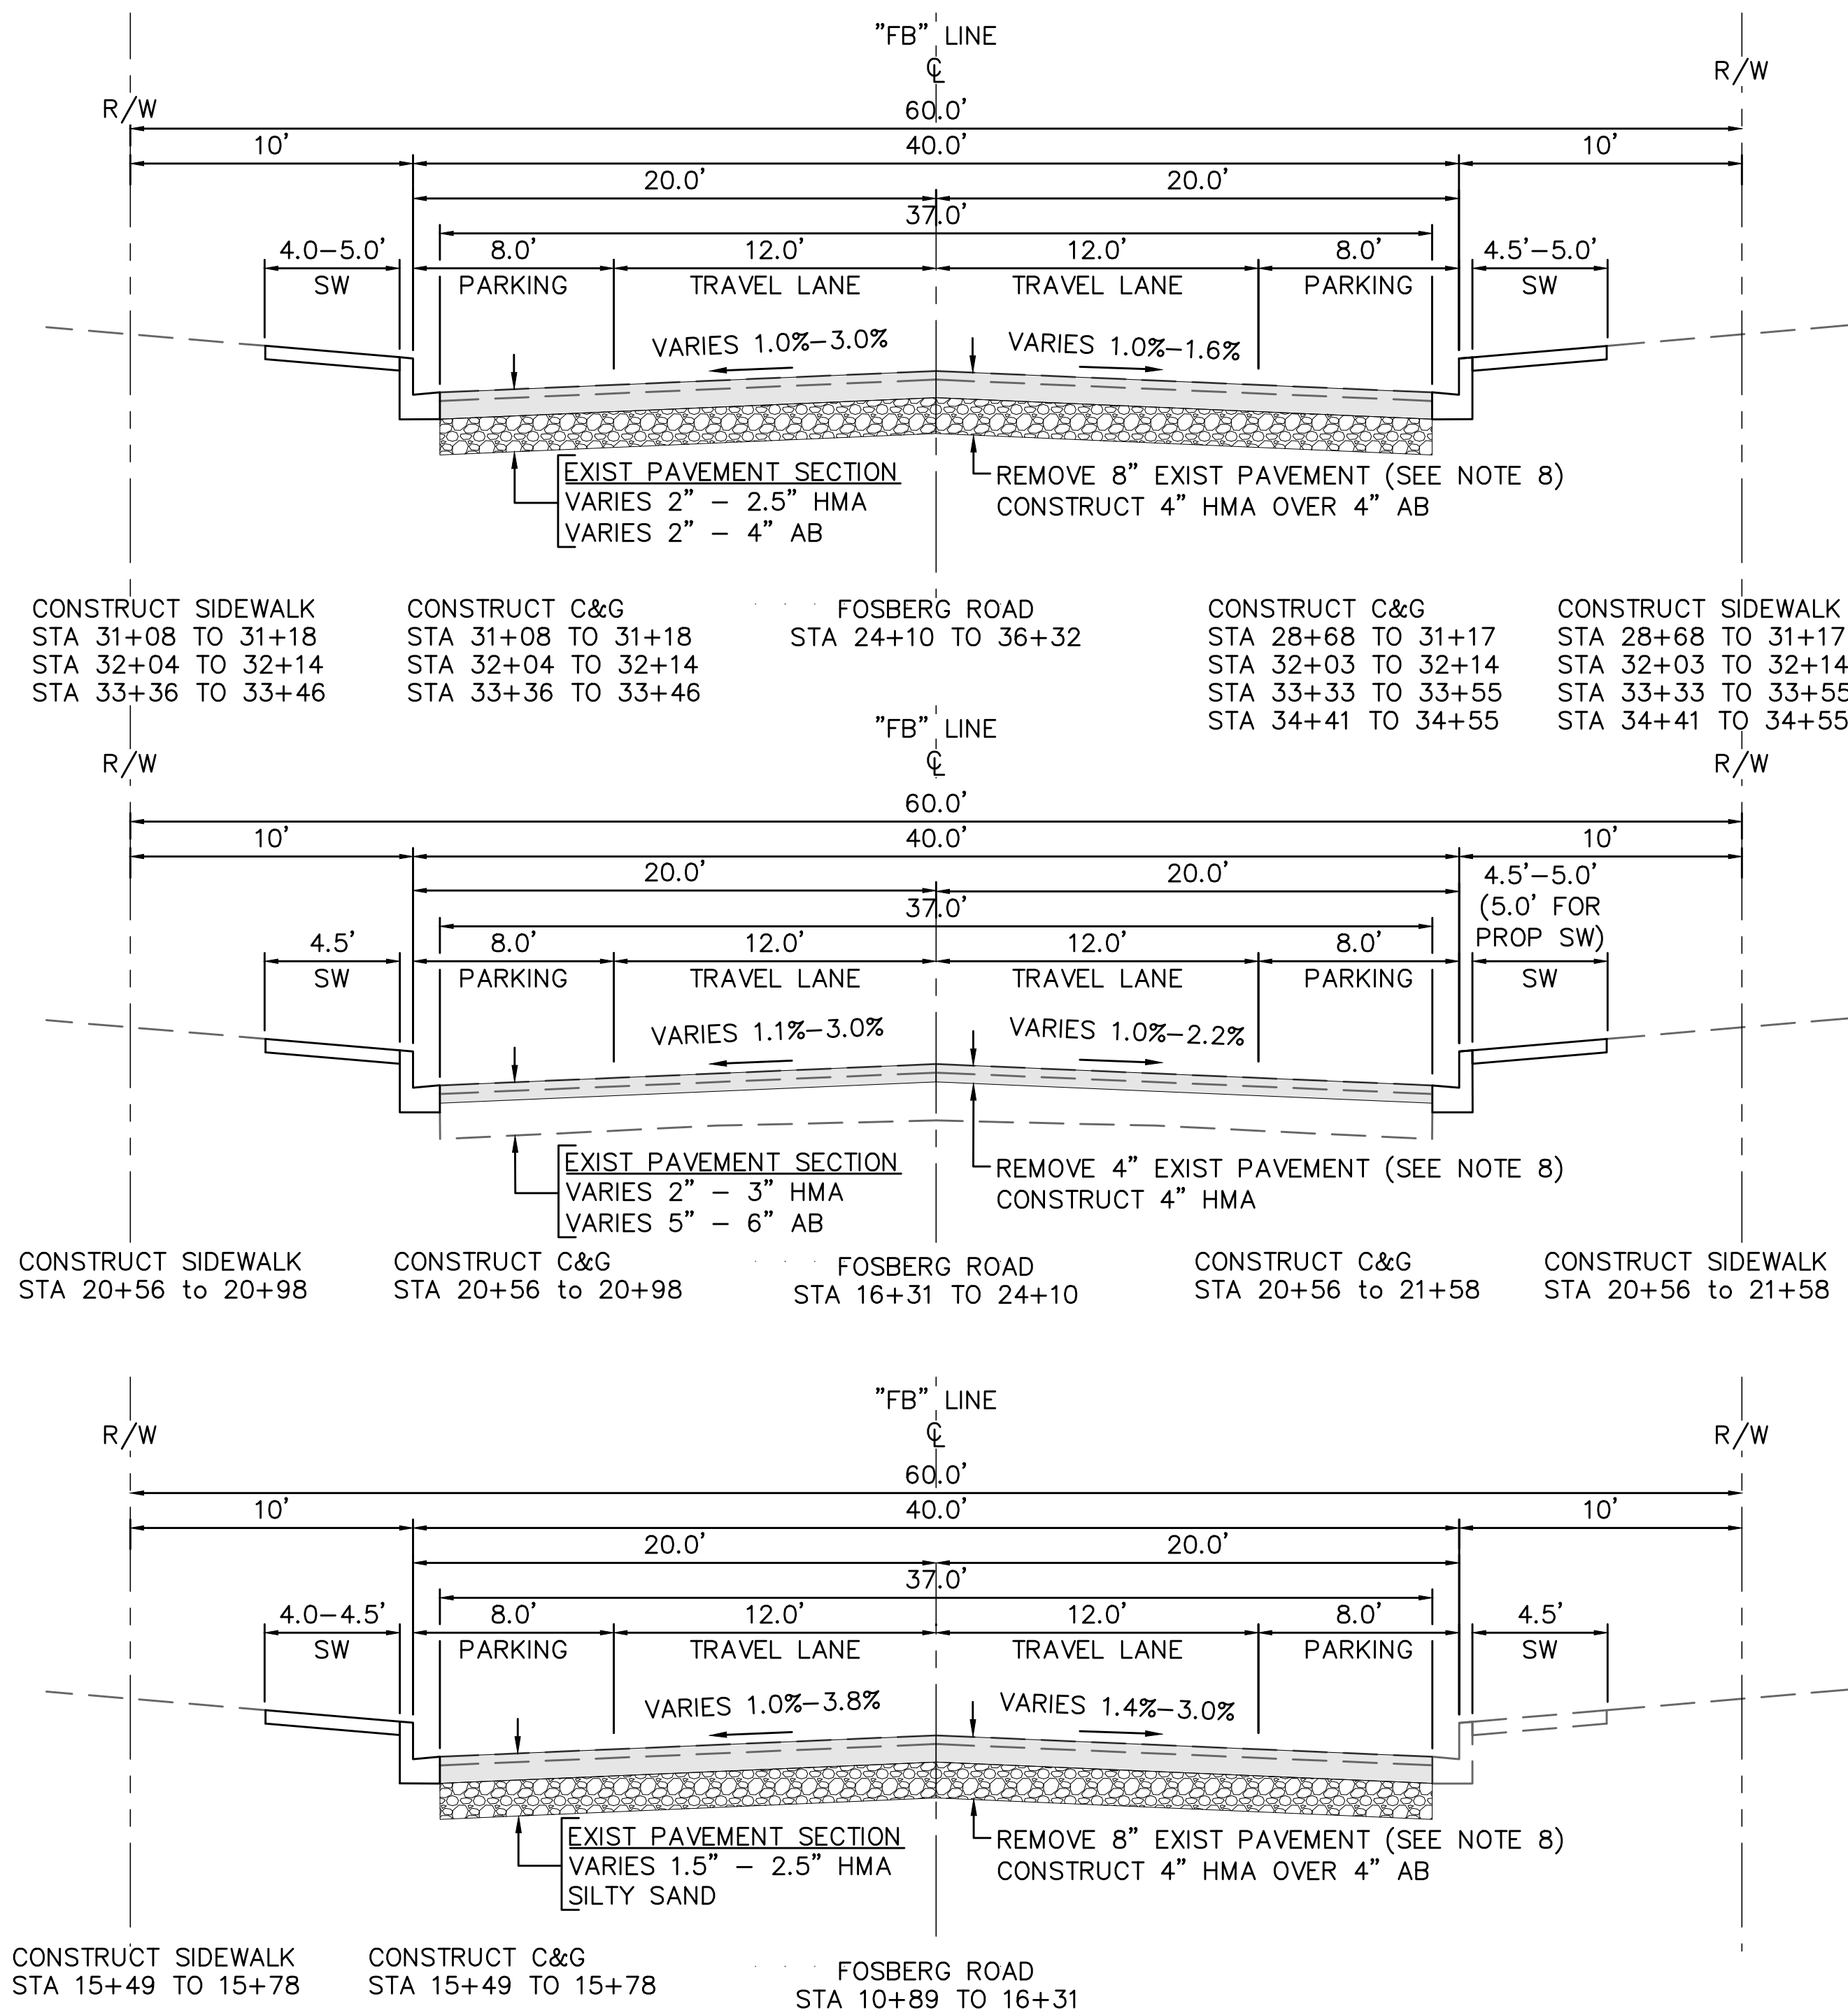 "FB" LINE
℄
R/W
R/W
60.0'
10'
40.0'
10'
20.0'
20.0'
37.0'
4.0-5.0'
8.0'
12.0'
12.0'
8.0'
4.5'-5.0'
SW
PARKING
TRAVEL LANE
TRAVEL LANE
PARKING
SW
VARIES 1.0%-3.0%
VARIES 1.0%-1.6%
EXIST PAVEMENT SECTION
VARIES 2" - 2.5" HMA
VARIES 2" - 4" AB
REMOVE 8" EXIST PAVEMENT (SEE NOTE 8)
CONSTRUCT 4" HMA OVER 4" AB
CONSTRUCT SIDEWALK
STA 31+08 TO 31+18
STA 32+04 TO 32+14
STA 33+36 TO 33+46
CONSTRUCT C&G
STA 31+08 TO 31+18
STA 32+04 TO 32+14
STA 33+36 TO 33+46
FOSBERG ROAD
STA 24+10 TO 36+32
CONSTRUCT C&G
STA 28+68 TO 31+17
STA 32+03 TO 32+14
STA 33+33 TO 33+55
STA 34+41 TO 34+55
CONSTRUCT SIDEWALK
STA 28+68 TO 31+17
STA 32+03 TO 32+14
STA 33+33 TO 33+55
STA 34+41 TO 34+55
"FB" LINE
℄
R/W
R/W
60.0'
10'
40.0'
10'
20.0'
20.0'
4.5'-5.0'
(5.0' FOR
PROP SW)
37.0'
4.5'
8.0'
12.0'
12.0'
8.0'
SW
PARKING
TRAVEL LANE
TRAVEL LANE
PARKING
SW
VARIES 1.1%-3.0%
VARIES 1.0%-2.2%
EXIST PAVEMENT SECTION
VARIES 2" - 3" HMA
VARIES 5" - 6" AB
REMOVE 4" EXIST PAVEMENT (SEE NOTE 8)
CONSTRUCT 4" HMA
CONSTRUCT SIDEWALK
STA 20+56 to 20+98
CONSTRUCT C&G
STA 20+56 to 20+98
FOSBERG ROAD
STA 16+31 TO 24+10
CONSTRUCT C&G
STA 20+56 to 21+58
CONSTRUCT SIDEWALK
STA 20+56 to 21+58
"FB" LINE
℄
R/W
R/W
60.0'
10'
40.0'
10'
20.0'
20.0'
37.0'
4.0-4.5'
8.0'
12.0'
12.0'
8.0'
4.5'
SW
PARKING
TRAVEL LANE
TRAVEL LANE
PARKING
SW
VARIES 1.0%-3.8%
VARIES 1.4%-3.0%
EXIST PAVEMENT SECTION
VARIES 1.5" - 2.5" HMA
SILTY SAND
REMOVE 8" EXIST PAVEMENT (SEE NOTE 8)
CONSTRUCT 4" HMA OVER 4" AB
CONSTRUCT SIDEWALK
STA 15+49 TO 15+78
CONSTRUCT C&G
STA 15+49 TO 15+78
FOSBERG ROAD
STA 10+89 TO 16+31